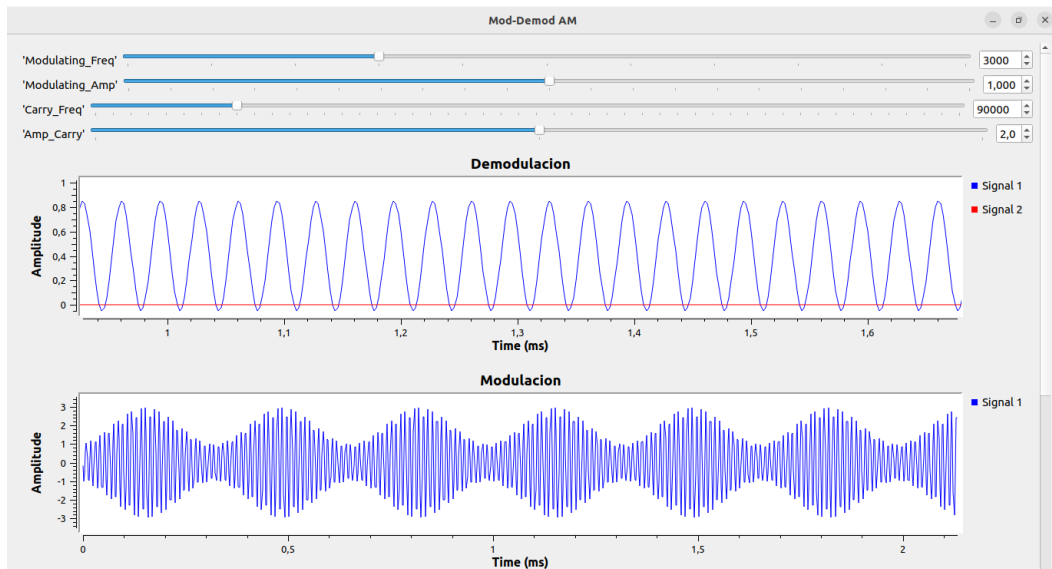 Mod-Demod AM
'Modulating_Freq' 3000
'Modulating_Amp' 1,000
'Carry_Freq' 90000
'Amp_Carry' 2,0
Demodulacion
Amplitude
1
0,8
0,6
0,4
0,2
0
1 1,1 1,2 1,3 1,4 1,5 1,6
Time (ms)
Signal 1
Signal 2
Modulacion
Amplitude
3
2
1
0
-1
-2
-3
0 0,5 1 1,5 2
Time (ms)
Signal 1